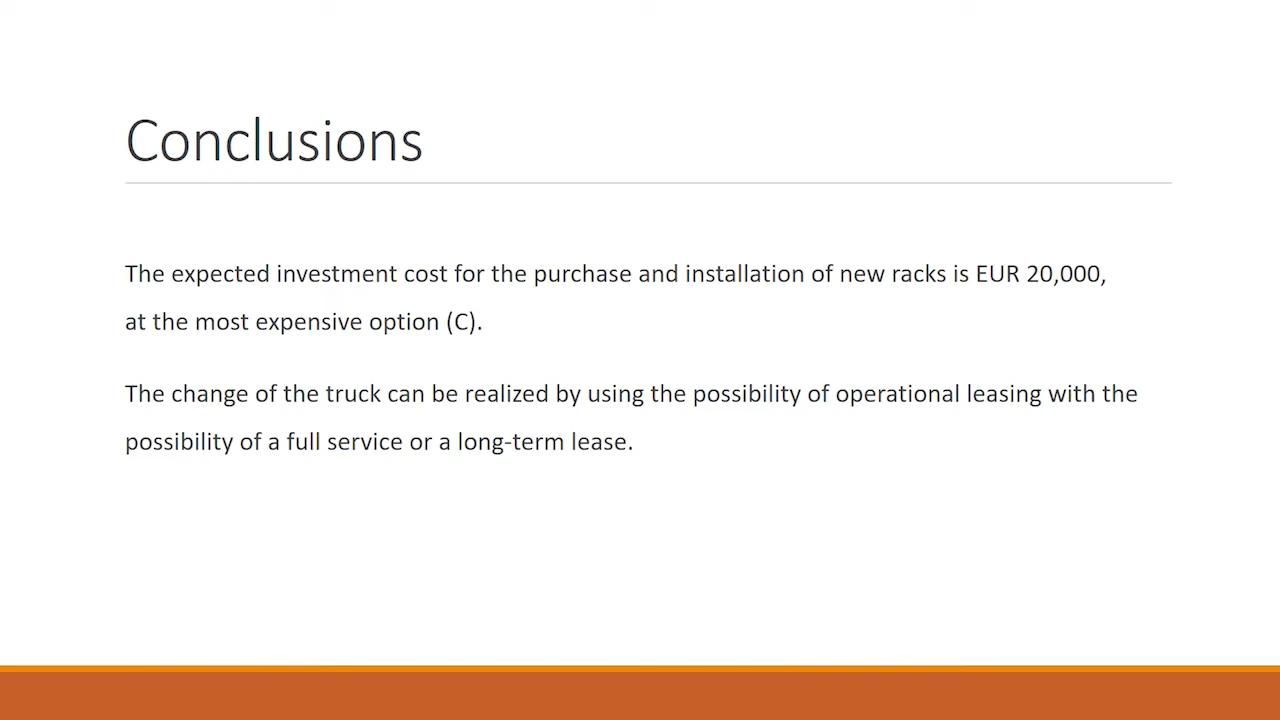 Conclusions
The expected investment cost for the purchase and installation of new racks is EUR 20,000,
at the most expensive option (C).
The change of the truck can be realized by using the possibility of operational leasing with the
possibility of a full service or a long-term lease.